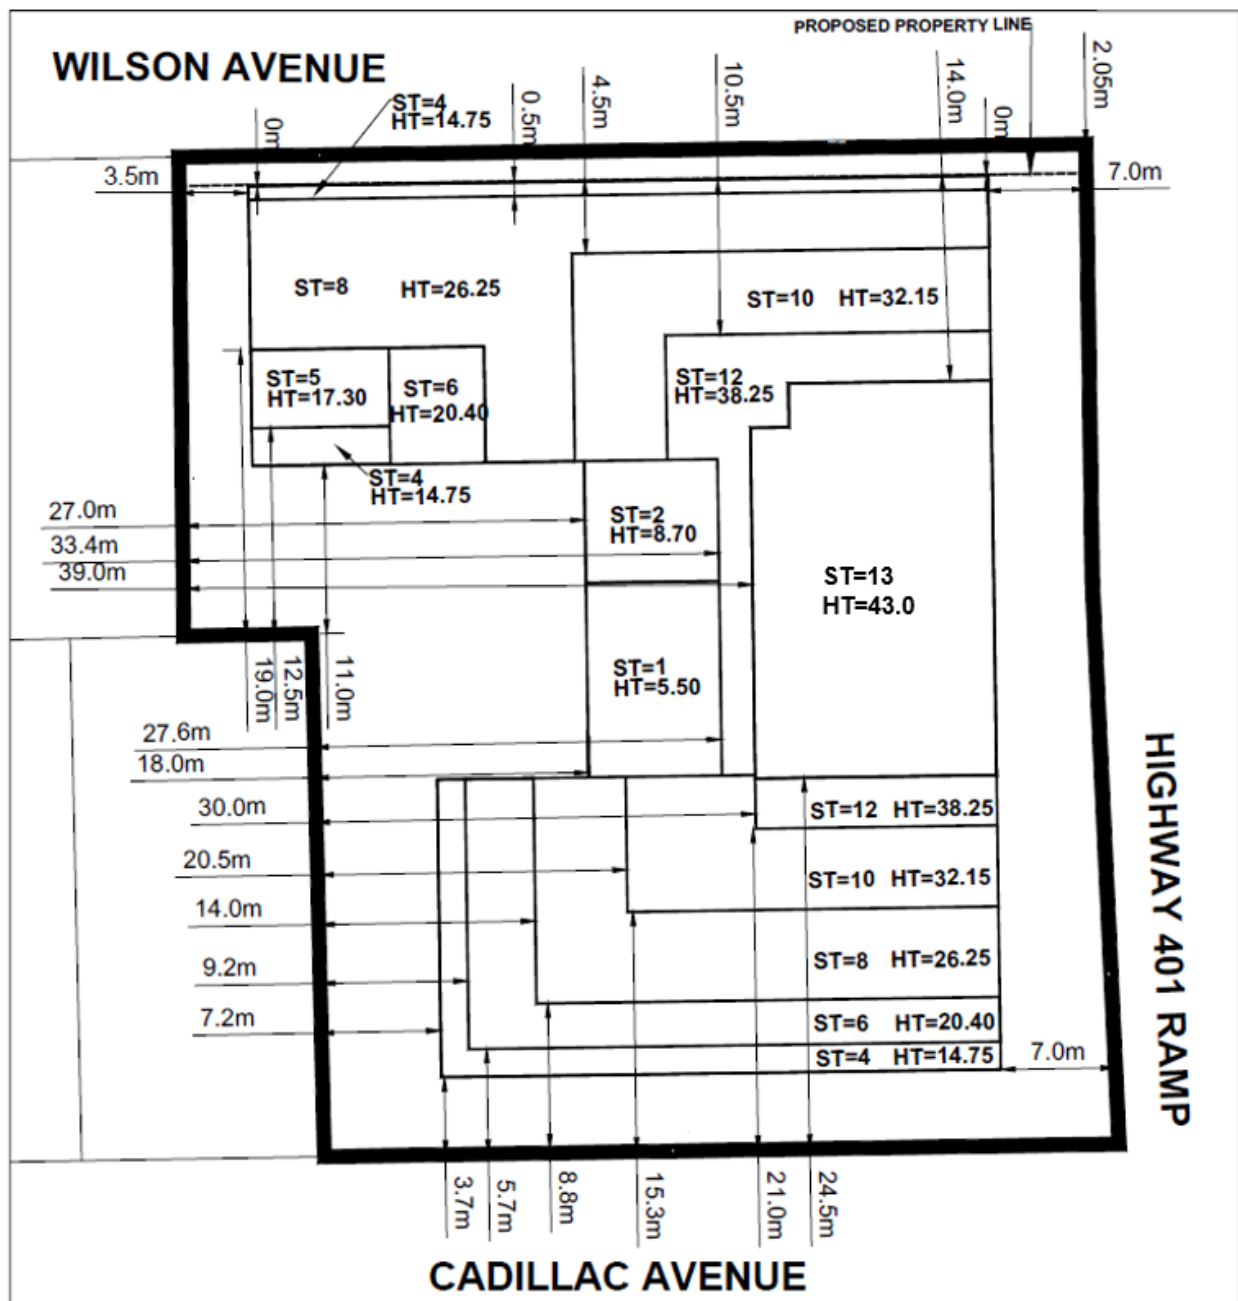 PROPOSED PROPERTY LINE
WILSON AVENUE
ST=4
HT=14.75
0m
0.5m
4.5m
10.5m
14.0m
0m
2.05m
3.5m
7.0m
ST=8 HT=26.25
ST=10 HT=32.15
ST=5
HT=17.30
ST=6
HT=20.40
ST=12
HT=38.25
ST=4
HT=14.75
27.0m
33.4m
39.0m
ST=2
HT=8.70
ST=13
HT=43.0
19.0m
12.5m
11.0m
ST=1
HT=5.50
27.6m
18.0m
30.0m
20.5m
14.0m
9.2m
7.2m
ST=12 HT=38.25
ST=10 HT=32.15
ST=8 HT=26.25
ST=6 HT=20.40
ST=4 HT=14.75
7.0m
HIGHWAY 401 RAMP
3.7m
5.7m
8.8m
15.3m
21.0m
24.5m
CADILLAC AVENUE